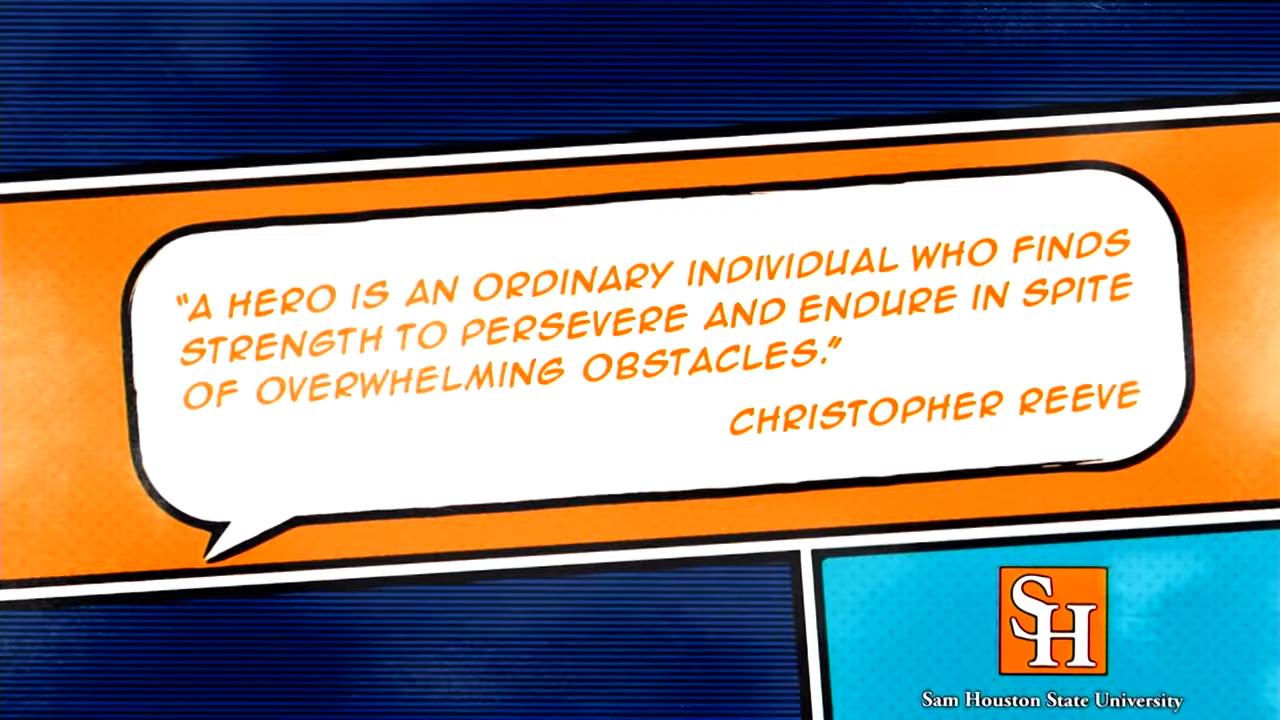 "A HERO IS AN ORDINARY INDIVIDUAL WHO FINDS
STRENGTH TO PERSEVERE AND ENDURE IN SPITE
OF OVERWHELMING OBSTACLES."
CHRISTOPHER REEVE
SH
Sam Houston State University